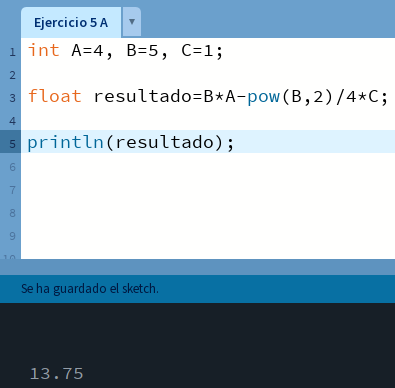 Ejercicio 5 A ▼
1 int A=4, B=5, C=1;
2
3 float resultado=B*A-pow(B,2)/4*C;
4
5 println(resultado);
6
7
8
9
10
Se ha guardado el sketch.
13.75